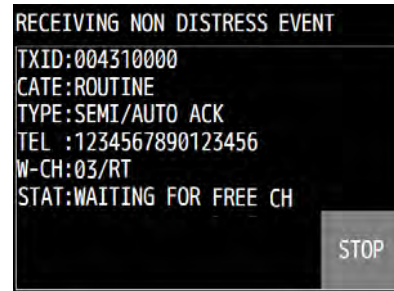 RECEIVING NON DISTRESS EVENT
TXID:004310000
CATE:ROUTINE
TYPE:SEMI/AUTO ACK
TEL :1234567890123456
W-CH:03/RT
STAT:WAITING FOR FREE CH
STOP